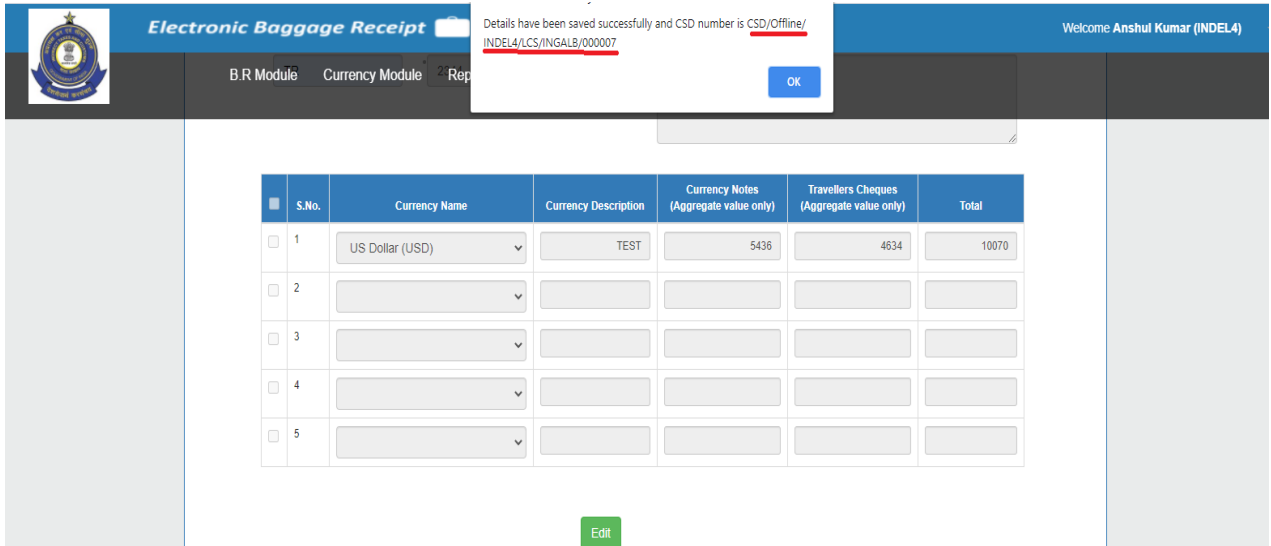 Electronic Baggage Receipt
Details have been saved successfully and CSD number is CSD/Offline/
INDEL4/LCS/INGALB/000007
OK
Welcome Anshul Kumar (INDEL4)
B.R Module Currency Module Rep
S.No. Currency Name Currency Description Currency Notes (Aggregate value only) Travellers Cheques (Aggregate value only) Total
1 US Dollar (USD) TEST 5436 4634 10070
2
3
4
5
Edit